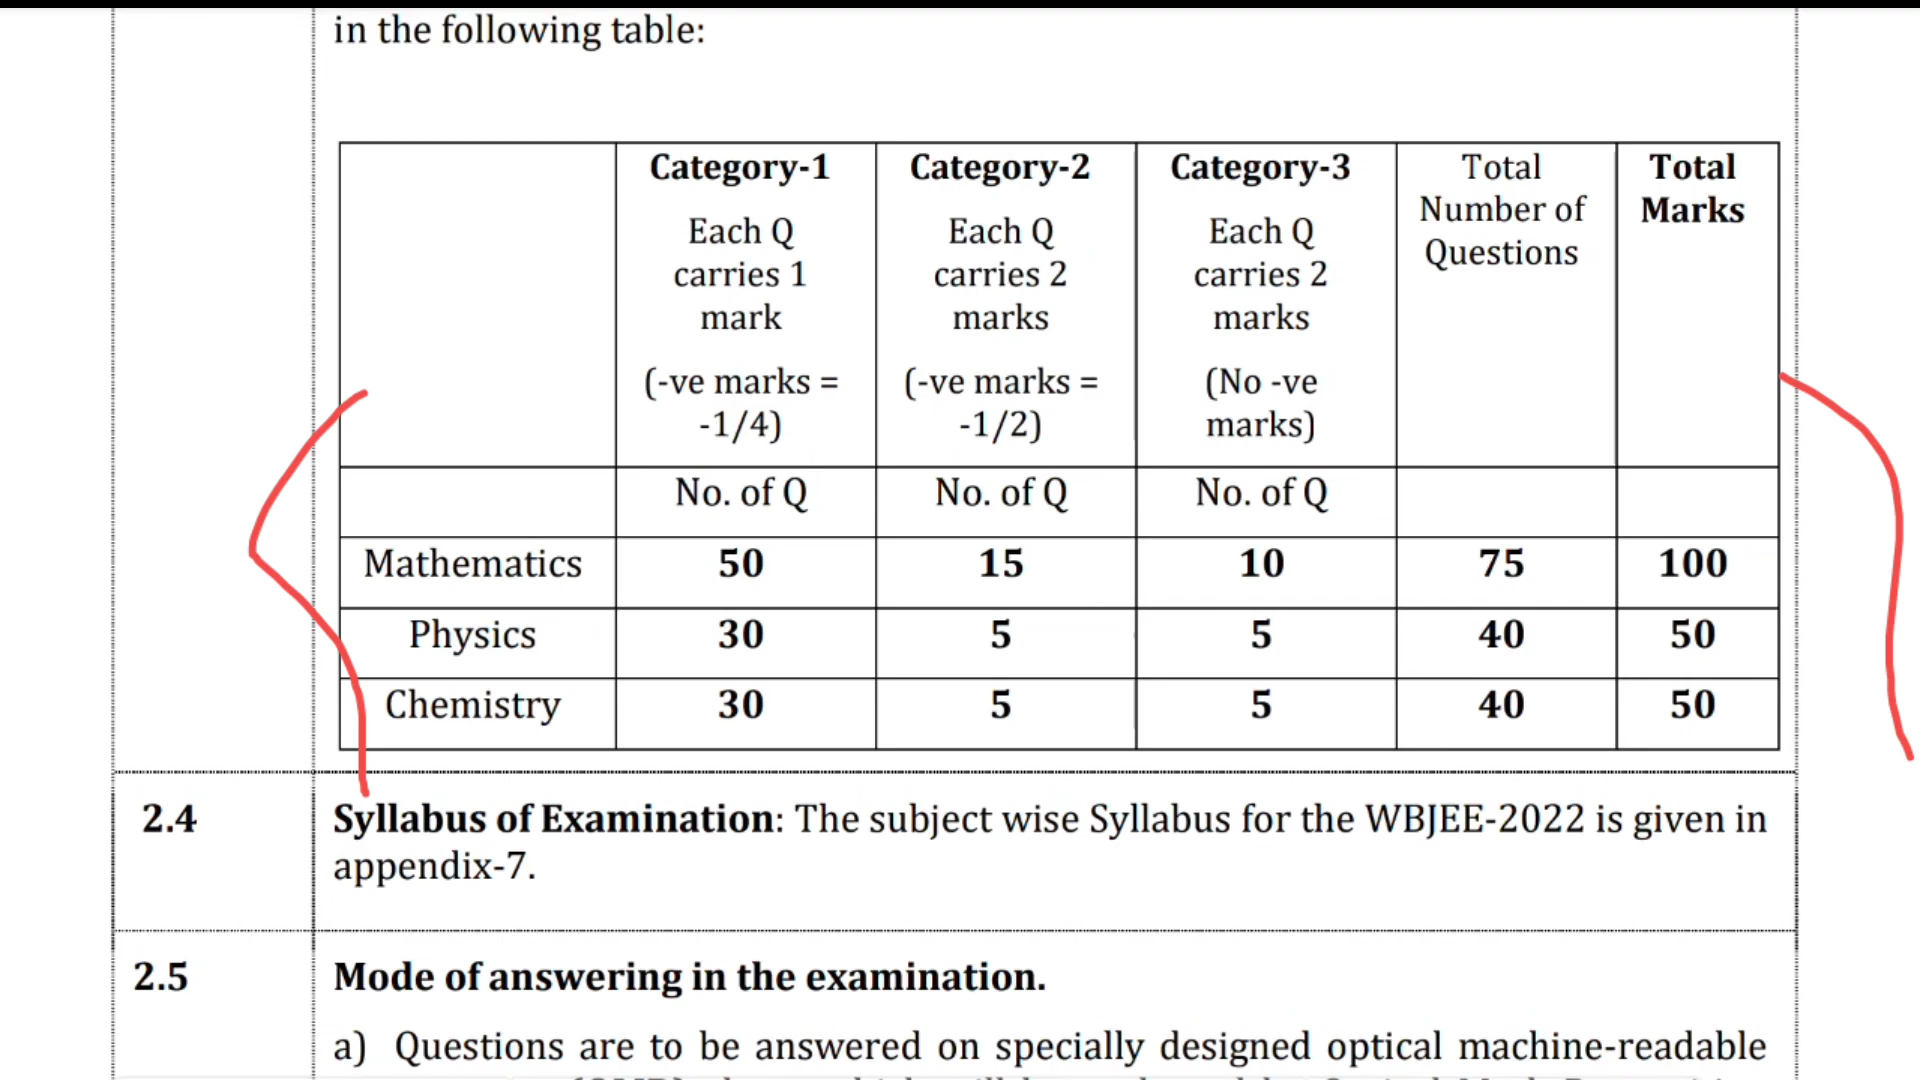 in the following table:
Category-1 Category-2 Category-3 Total Total
Number of Marks
Each Q Each Q Each Q Questions
carries 1 carries 2 carries 2
mark marks marks
(-ve marks = (-ve marks = (No -ve
-1/4) -1/2) marks)
No. of Q No. of Q No. of Q
Mathematics 50 15 10 75 100
Physics 30 5 5 40 50
Chemistry 30 5 5 40 50
2.4 Syllabus of Examination: The subject wise Syllabus for the WBJEE-2022 is given in
appendix-7.
2.5 Mode of answering in the examination.
a) Questions are to be answered on specially designed optical machine-readable